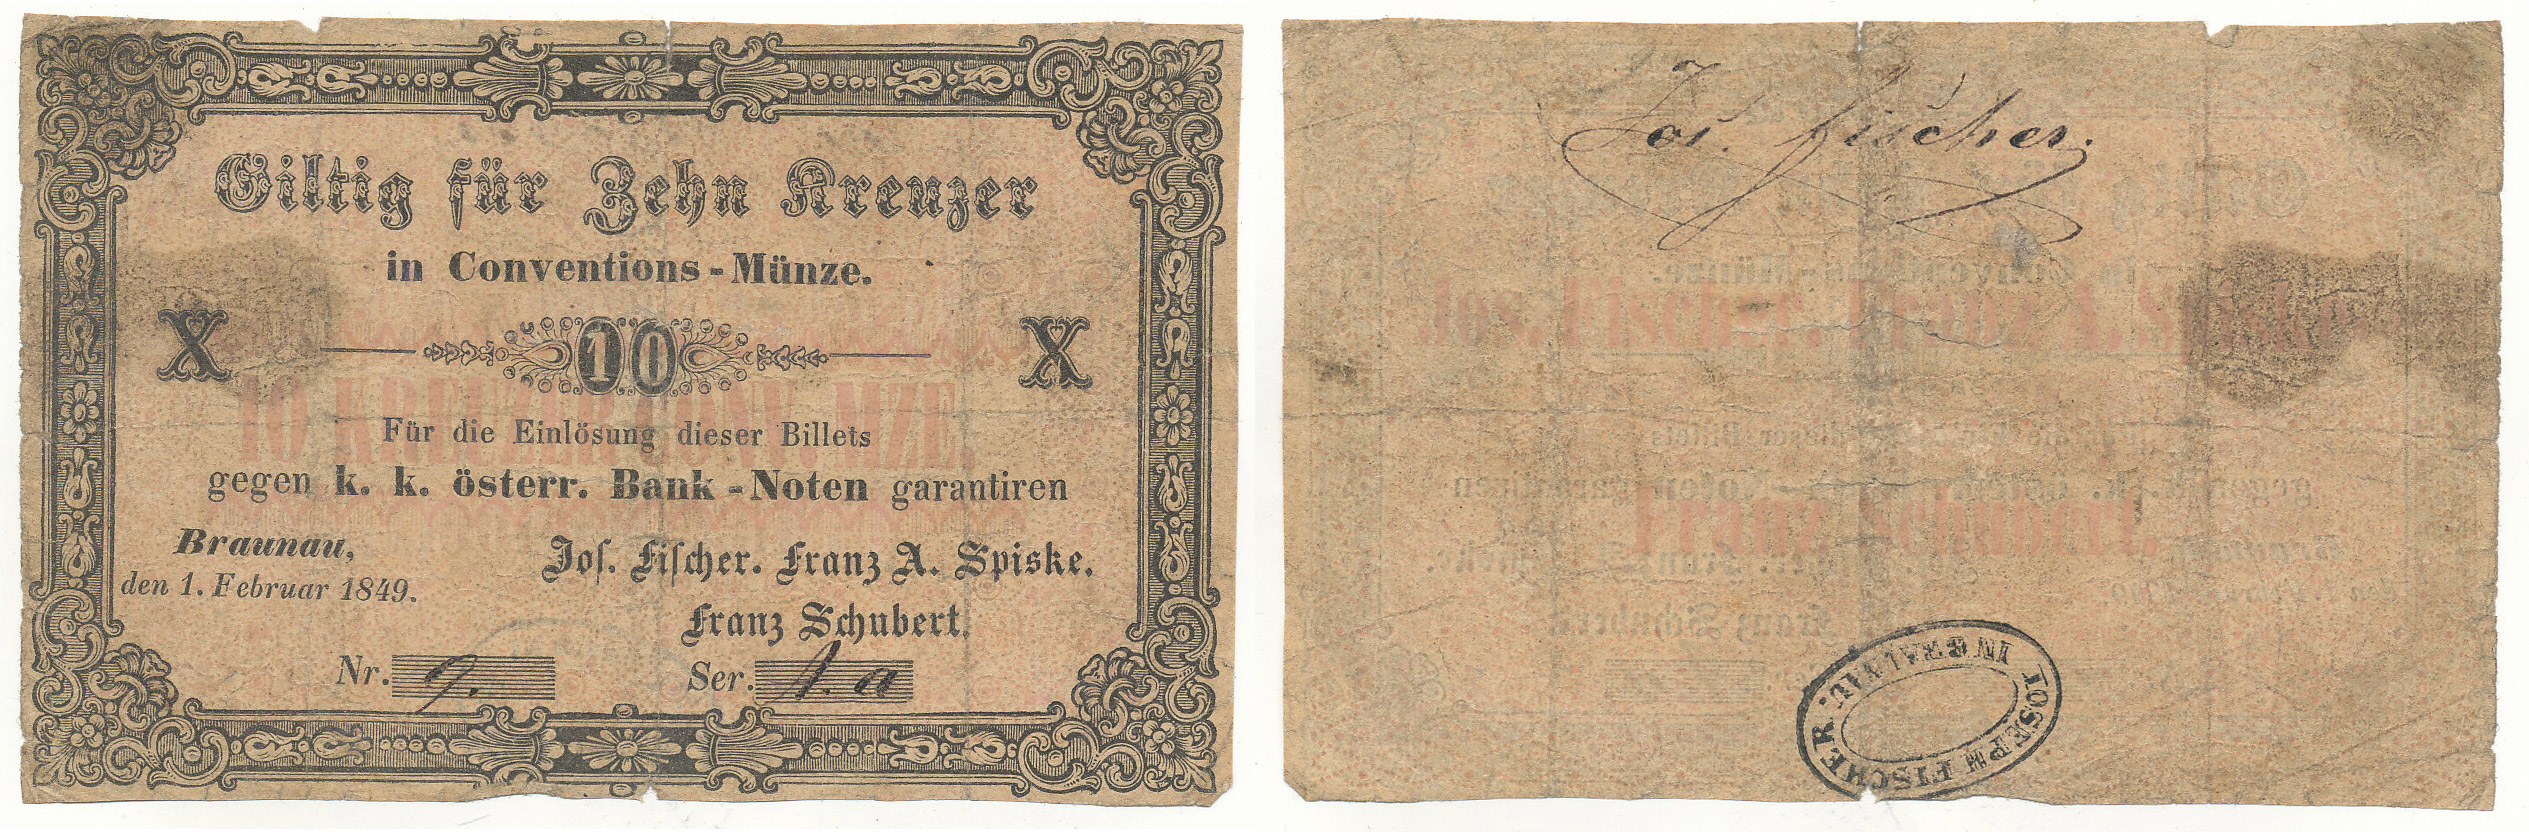 Giltig für Zehn Kreuzer
in Conventions-Münze.
X 10 X
10 KREUZER CONV. MZE.
Für die Einlösung dieser Billets
gegen k. k. österr. Bank-Noten garantiren
Braunau,
den 1. Februar 1849.
Jos. Fischer. Franz A. Spiske.
Franz Schubert.
Nr. 9. Ser. 1. a
Jos. Fischer.
Jos. Fischer. Franz A. Spiske.
Franz Schubert.
JOSEPH FISCHER.